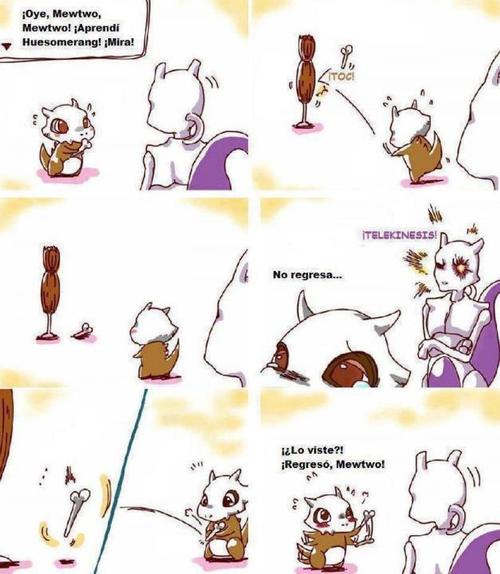 ¡Oye, Mewtwo,
Mewtwo! ¡Aprendí
Huesomerang! ¡Mira!
¡TOC!
¡TELEKINESIS!
No regresa...
¡¿Lo viste?!
¡Regresó, Mewtwo!